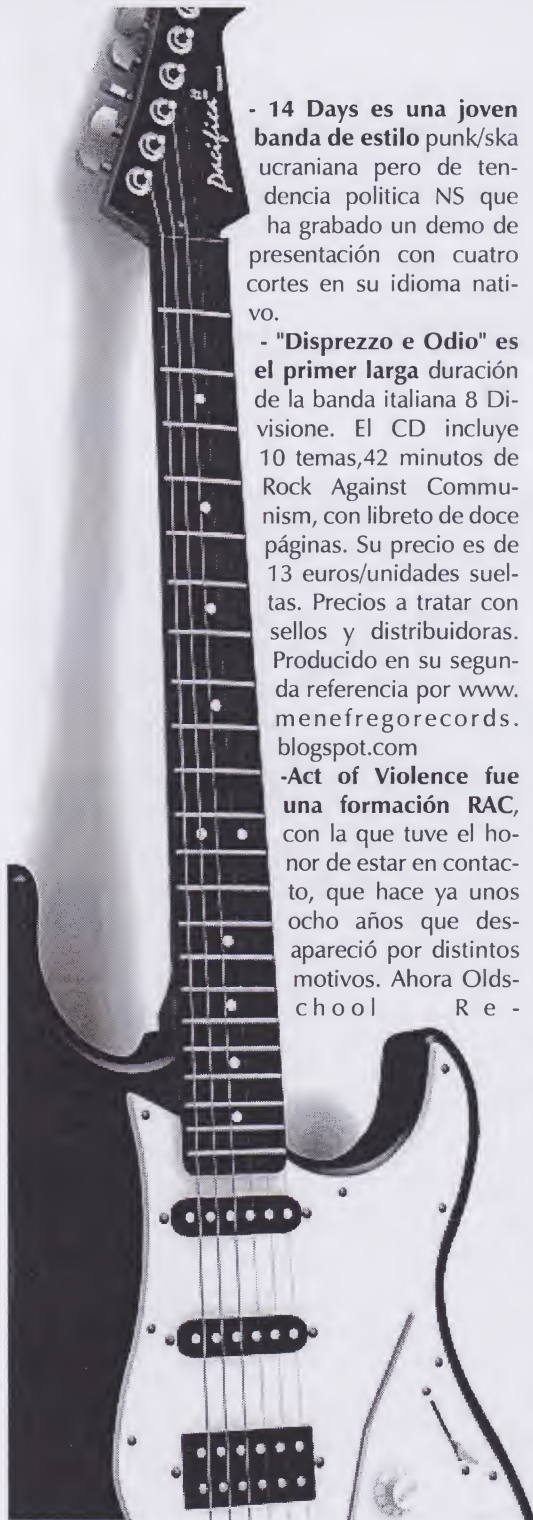 Pacifica
- 14 Days es una joven
banda de estilo punk/ska
ucraniana pero de ten-
dencia politica NS que
ha grabado un demo de
presentación con cuatro
cortes en su idioma nati-
vo.
- "Disprezzo e Odio" es
el primer larga duración
de la banda italiana 8 Di-
visione. El CD incluye
10 temas,42 minutos de
Rock Against Commu-
nism, con libreto de doce
páginas. Su precio es de
13 euros/unidades suel-
tas. Precios a tratar con
sellos y distribuidoras.
Producido en su segun-
da referencia por www.
menefregorecords.
blogspot.com
-Act of Violence fue
una formación RAC,
con la que tuve el ho-
nor de estar en contac-
to, que hace ya unos
ocho años que des-
apareció por distintos
motivos. Ahora Olds-
chool Re-